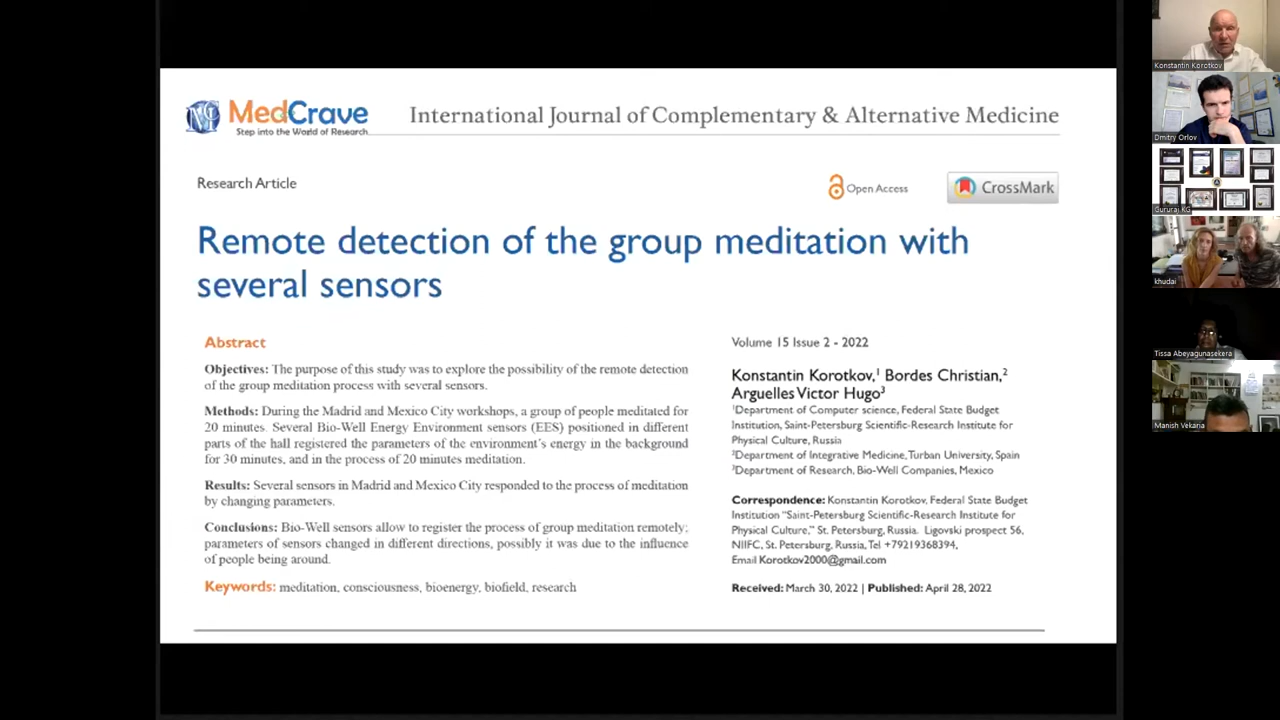 MedCrave
Step into the World of Research
International Journal of Complementary & Alternative Medicine
Research Article
Open Access
CrossMark
Remote detection of the group meditation with
several sensors
Abstract
Objectives: The purpose of this study was to explore the possibility of the remote detection
of the group meditation process with several sensors.
Methods: During the Madrid and Mexico City workshops, a group of people meditated for
20 minutes. Several Bio-Well Energy Environment sensors (EES) positioned in different
parts of the hall registered the parameters of the environment's energy in the background
for 30 minutes, and in the process of 20 minutes meditation.
Results: Several sensors in Madrid and Mexico City responded to the process of meditation
by changing parameters.
Conclusions: Bio-Well sensors allow to register the process of group meditation remotely;
parameters of sensors changed in different directions, possibly it was due to the influence
of people being around.
Keywords: meditation, consciousness, bioenergy, biofield, research
Volume 15 Issue 2 - 2022
Konstantin Korotkov,1 Bordes Christian,2
Arguelles Victor Hugo3
1Department of Computer science, Federal State Budget
Institution, Saint-Petersburg Scientific-Research Institute for
Physical Culture, Russia
2Department of Integrative Medicine, Turban University, Spain
3Department of Research, Bio-Well Companies, Mexico
Correspondence: Konstantin Korotkov, Federal State Budget
Institution "Saint-Petersburg Scientific-Research Institute for
Physical Culture," St. Petersburg, Russia. Ligovski prospect 56,
NIIFC, St. Petersburg, Russia, Tel +79219368394,
Email Korotkov2000@gmail.com
Received: March 30, 2022 | Published: April 28, 2022
Konstantin Korotkov
Dmitry Orlov
Gururaj KG
khudai
Tissa Abeyagunasekera
Manish Vekaria